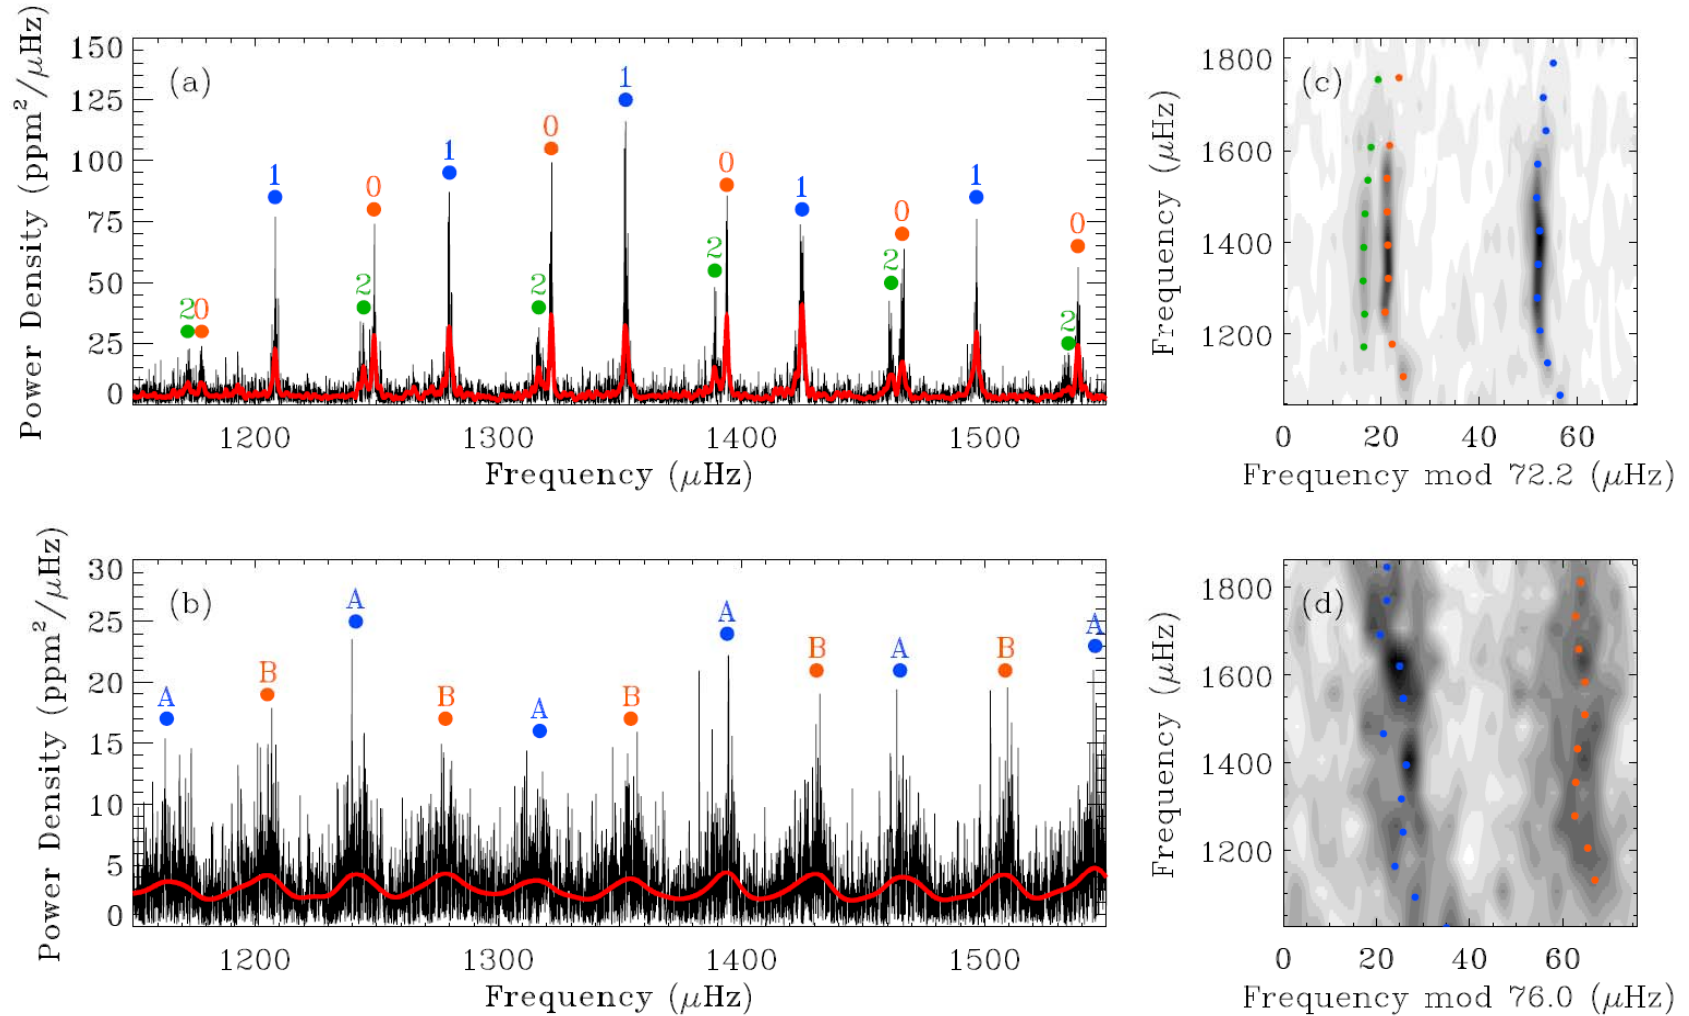 (a)
Power Density (ppm²/μHz)
150
125
100
75
50
25
0
2 0 1 2 0 1 2 0 1 2 0 1 2 0 1 2 0
1200 1300 1400 1500
Frequency (μHz)
(c)
Frequency (μHz)
1800
1600
1400
1200
0 20 40 60
Frequency mod 72.2 (μHz)
(b)
Power Density (ppm²/μHz)
30
25
20
15
10
5
0
A B A B A B A B A B A
1200 1300 1400 1500
Frequency (μHz)
(d)
Frequency (μHz)
1800
1600
1400
1200
0 20 40 60
Frequency mod 76.0 (μHz)